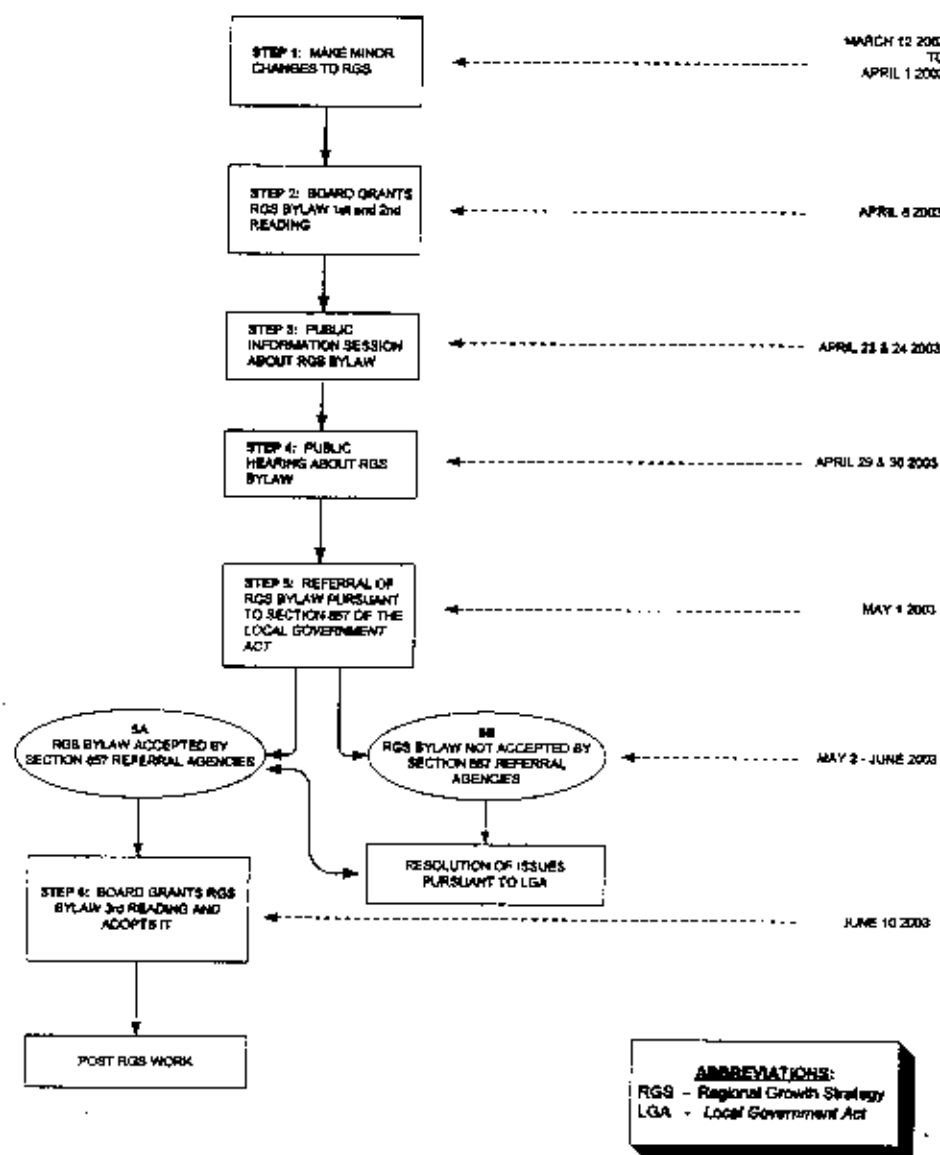 STEP 1: MAKE MINOR
CHANGES TO RGS
MARCH 12
TO
APRIL 1
STEP 2: BOARD GRANTS
RGS BYLAW 1st and 2nd
READING
APRIL 2003
STEP 3: PUBLIC
INFORMATION SESSION
ABOUT RGS BYLAW
APRIL 23 & 24 2003
STEP 4: PUBLIC
HEARING ABOUT RGS
BYLAW
APRIL 29 & 30 2003
STEP 5: REFERRAL OF
RGS BYLAW PURSUANT
TO SECTION 857 OF THE
LOCAL GOVERNMENT
ACT
MAY 1 2003
5A
RGS BYLAW ACCEPTED BY
SECTION 857 REFERRAL AGENCIES
5B
RGS BYLAW NOT ACCEPTED BY
SECTION 857 REFERRAL
AGENCIES
MAY 2 - JUNE 2003
RESOLUTION OF ISSUES
PURSUANT TO LGA
STEP 6: BOARD GRANTS RGS
BYLAW 3rd READING AND
ADOPTS IT
JUNE 10 2003
POST RGS WORK
ABBREVIATIONS:
RGS - Regional Growth Strategy
LGA - Local Government Act